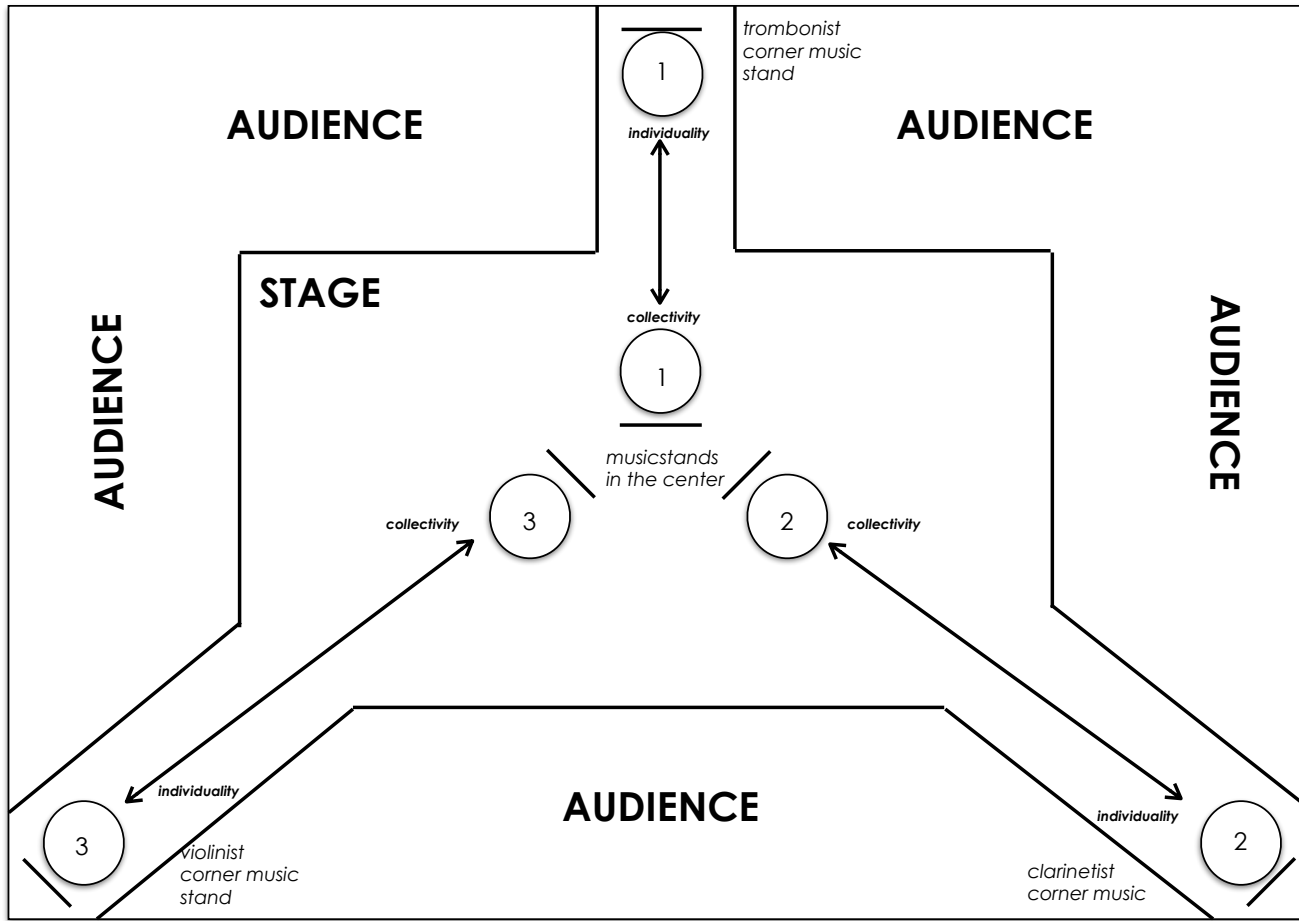 trombonist
corner music
stand
1
AUDIENCE
AUDIENCE
individuality
STAGE
collectivity
AUDIENCE
AUDIENCE
1
musicstands
in the center
3
2
collectivity
collectivity
individuality
AUDIENCE
individuality
3
violinist
corner music
stand
2
clarinetist
corner music